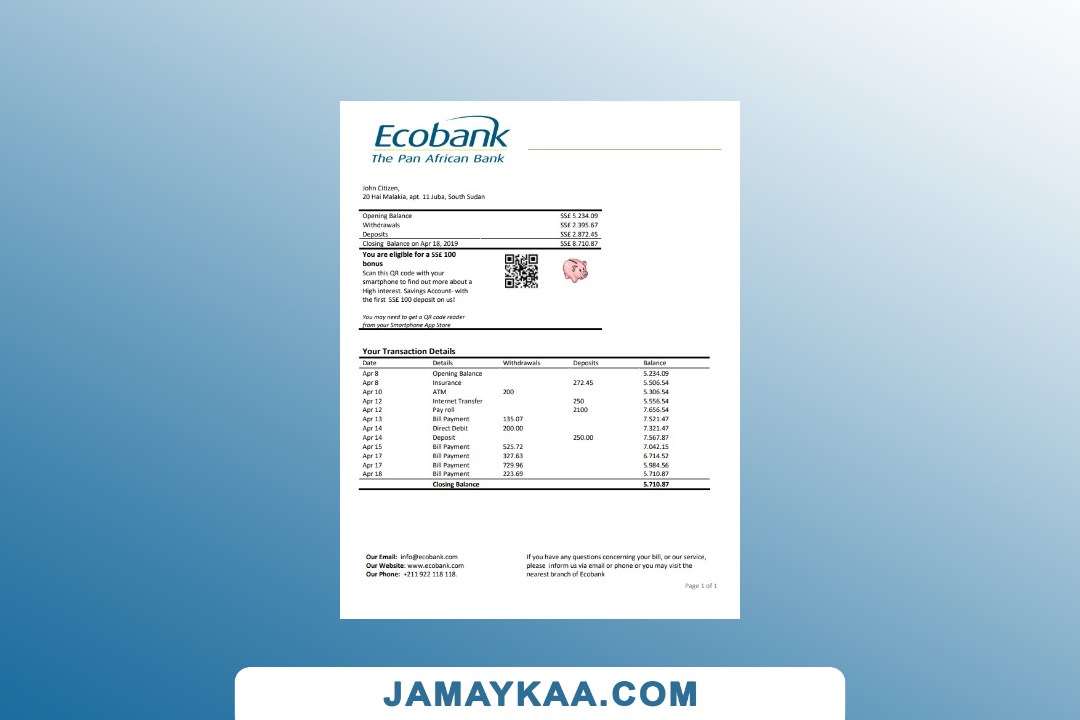 Ecobank
The Pan African Bank
John Citizen,
20 Hai Malakia, apt. 11 Juba, South Sudan
Opening Balance SS£ 5.234.09
Withdrawals SS£ 2.395.67
Deposits SS£ 2.872.45
Closing Balance on Apr 18, 2019 SS£ 8.710.87
You are eligible for a SS£ 100
bonus
Scan this QR code with your
smartphone to find out more about a
High interest. Savings Account- with
the first SS£ 100 deposit on us!
You may need to get a QR code reader
from your Smartphone App Store
Your Transaction Details
Date Details Withdrawals Deposits Balance
Apr 8 Opening Balance 5.234.09
Apr 8 Insurance 272.45 5.506.54
Apr 10 ATM 200 5.306.54
Apr 12 Internet Transfer 250 5.556.54
Apr 12 Pay roll 2100 7.656.54
Apr 13 Bill Payment 135.07 7.521.47
Apr 14 Direct Debit 200.00 7.321.47
Apr 14 Deposit 250.00 7.567.87
Apr 15 Bill Payment 525.72 7.042.15
Apr 17 Bill Payment 327.63 6.714.52
Apr 17 Bill Payment 729.96 5.984.56
Apr 18 Bill Payment 223.69 5.710.87
Closing Balance 5.710.87
Our Email: info@ecobank.com
Our Website: www.ecobank.com
Our Phone: +211 922 118 118.
If you have any questions concerning your bill, or our service,
please inform us via email or phone or you may visit the
nearest branch of Ecobank
Page 1 of 1
JAMAYKAA.COM